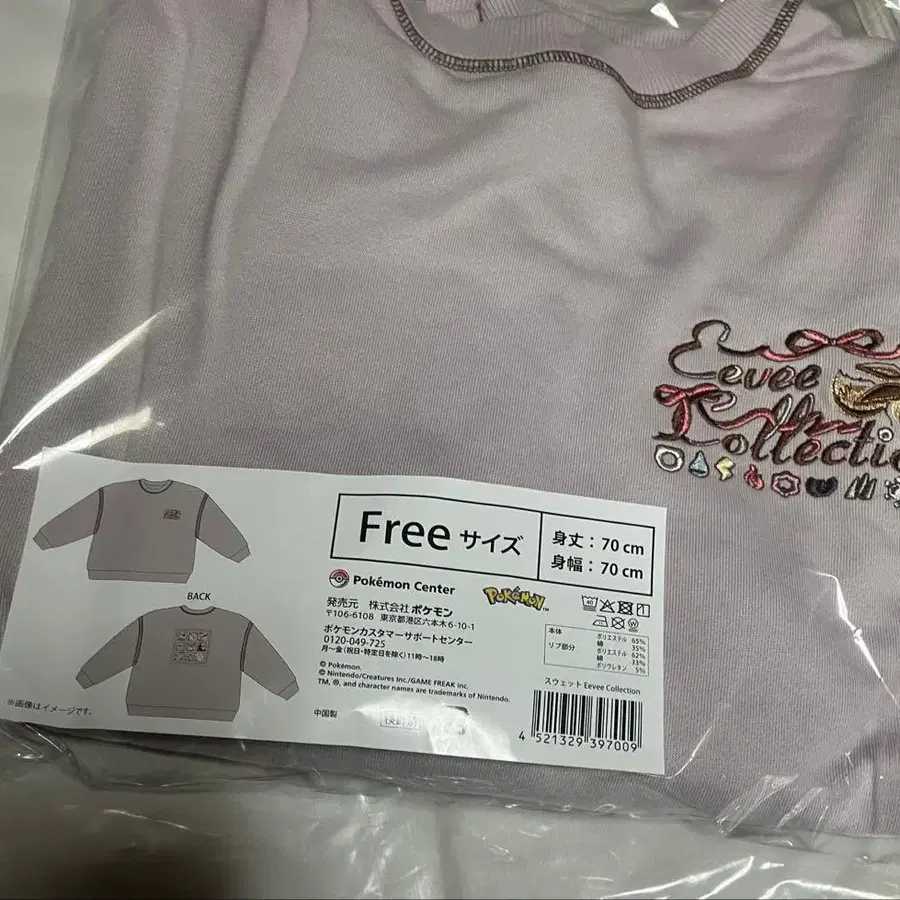 Eevee
Collectio
Free サイズ
身丈：70 cm
身幅：70 cm
Pokémon Center
POKéMON™
発売元　株式会社 ポケモン
〒106-6108　東京都港区六本木6-10-1
ポケモンカスタマーサポートセンター
0120-049-725
月～金（祝日・特定日を除く）11時～18時
© Pokémon.
© Nintendo/Creatures Inc./GAME FREAK inc.
TM, ®, and character names are trademarks of Nintendo.
中国製
検針済
BACK
※画像はイメージです。
40
本体　ポリエステル 65%
綿 35%
リブ部分　ポリエステル 62%
綿 33%
ポリウレタン 5%
スウェット Eevee Collection
4 521329 397009